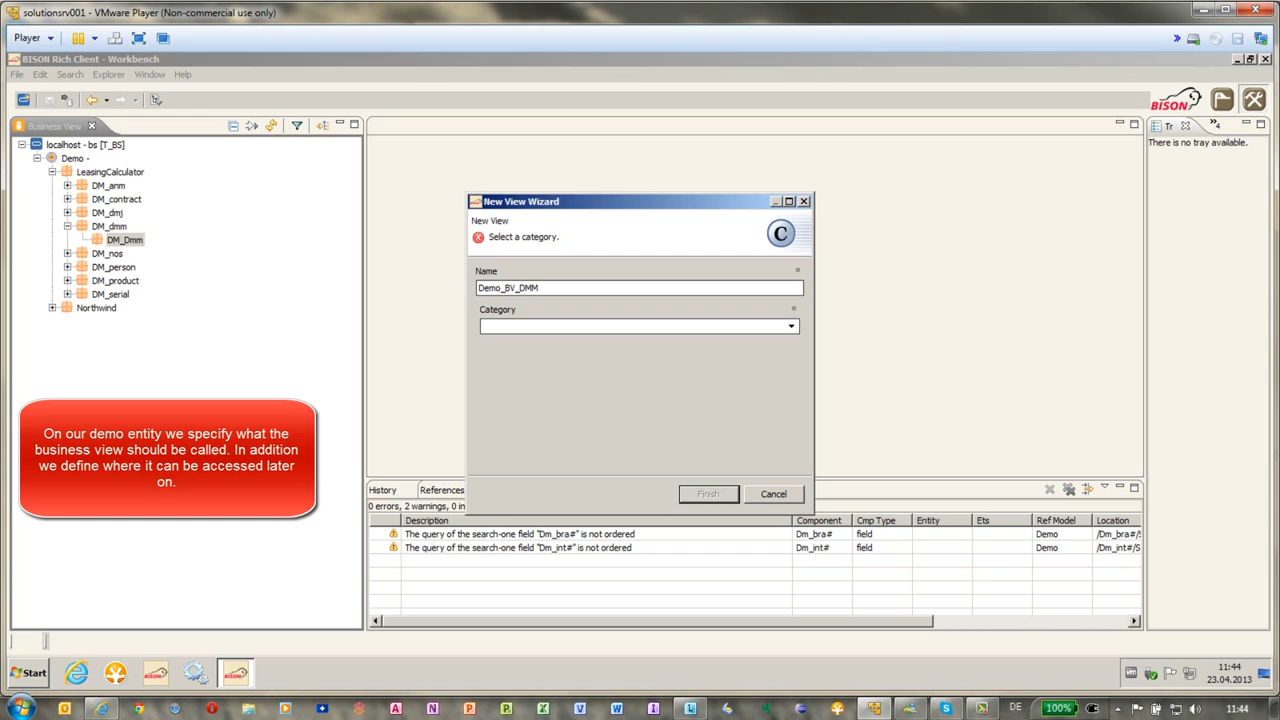 solutionsrv001 - VMware Player (Non-commercial use only)
Player
BISON Rich Client - Workbench
File Edit Search Explorer Window Help
BISON
Business View
localhost - bs [T_BS]
Demo -
LeasingCalculator
DM_anm
DM_contract
DM_dmj
DM_dmm
DM_Dmm
DM_nos
DM_person
DM_product
DM_serial
Northwind
Tr
4
There is no tray available.
New View Wizard
New View
Select a category.
C
Name
Demo_BV_DMM
Category
Finish Cancel
On our demo entity we specify what the
business view should be called. In addition
we define where it can be accessed later
on.
History References
0 errors, 2 warnings, 0 in
Description Component Cmp Type Entity Ets Ref Model Location
The query of the search-one field "Dm_bra#" is not ordered Dm_bra# field Demo /Dm_bra#/S
The query of the search-one field "Dm_int#" is not ordered Dm_int# field Demo /Dm_int#/S
Start
11:44
23.04.2013
DE 100% 11:44